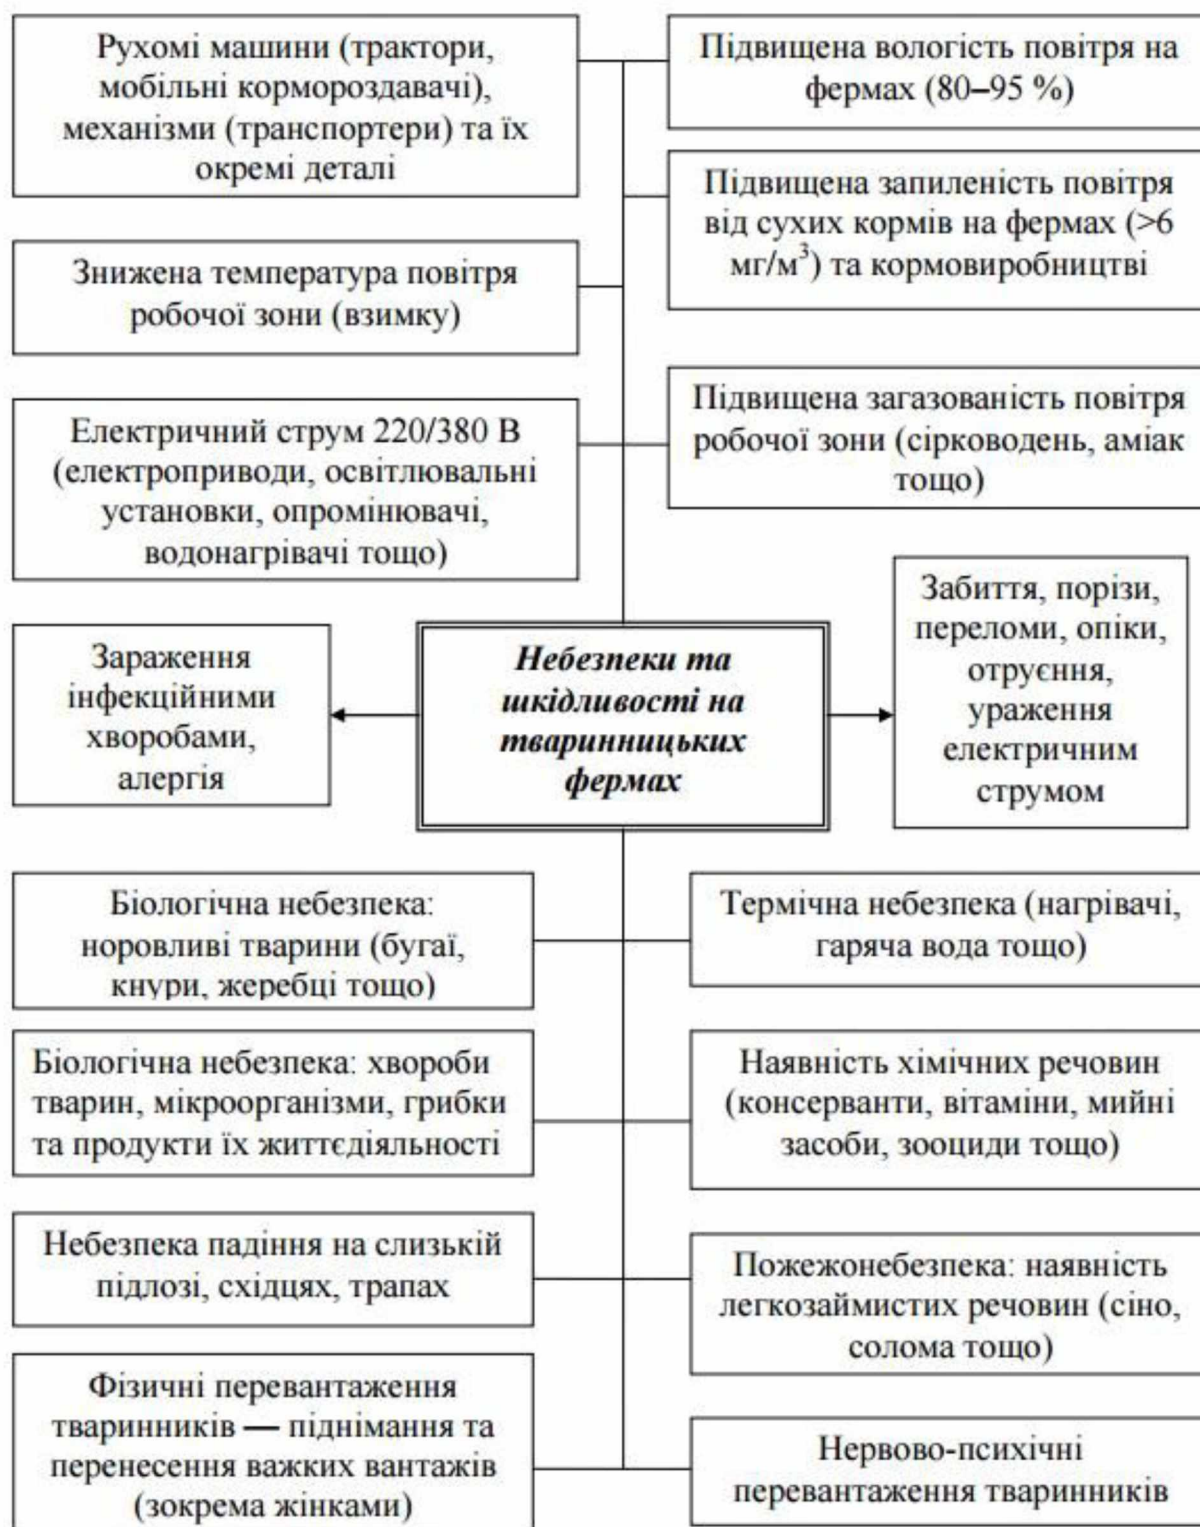 Рухомі машини (трактори,
мобільні кормороздавачі),
механізми (транспортери) та їх
окремі деталі
Підвищена вологість повітря на
фермах (80–95 %)
Підвищена запиленість повітря
від сухих кормів на фермах (>6
мг/м³) та кормовиробництві
Знижена температура повітря
робочої зони (взимку)
Підвищена загазованість повітря
робочої зони (сірководень, аміак
тощо)
Електричний струм 220/380 В
(електроприводи, освітлювальні
установки, опромінювачі,
водонагрівачі тощо)
Зараження
інфекційними
хворобами,
алергія
Небезпеки та
шкідливості на
тваринницьких
фермах
Забиття, порізи,
переломи, опіки,
отруєння,
ураження
електричним
струмом
Біологічна небезпека:
норовливі тварини (бугаї,
кнури, жеребці тощо)
Термічна небезпека (нагрівачі,
гаряча вода тощо)
Біологічна небезпека: хвороби
тварин, мікроорганізми, грибки
та продукти їх життєдіяльності
Наявність хімічних речовин
(консерванти, вітаміни, мийні
засоби, зооциди тощо)
Небезпека падіння на слизькій
підлозі, східцях, трапах
Пожежонебезпека: наявність
легкозаймистих речовин (сіно,
солома тощо)
Фізичні перевантаження
тваринників — піднімання та
перенесення важких вантажів
(зокрема жінками)
Нервово-психічні
перевантаження тваринників